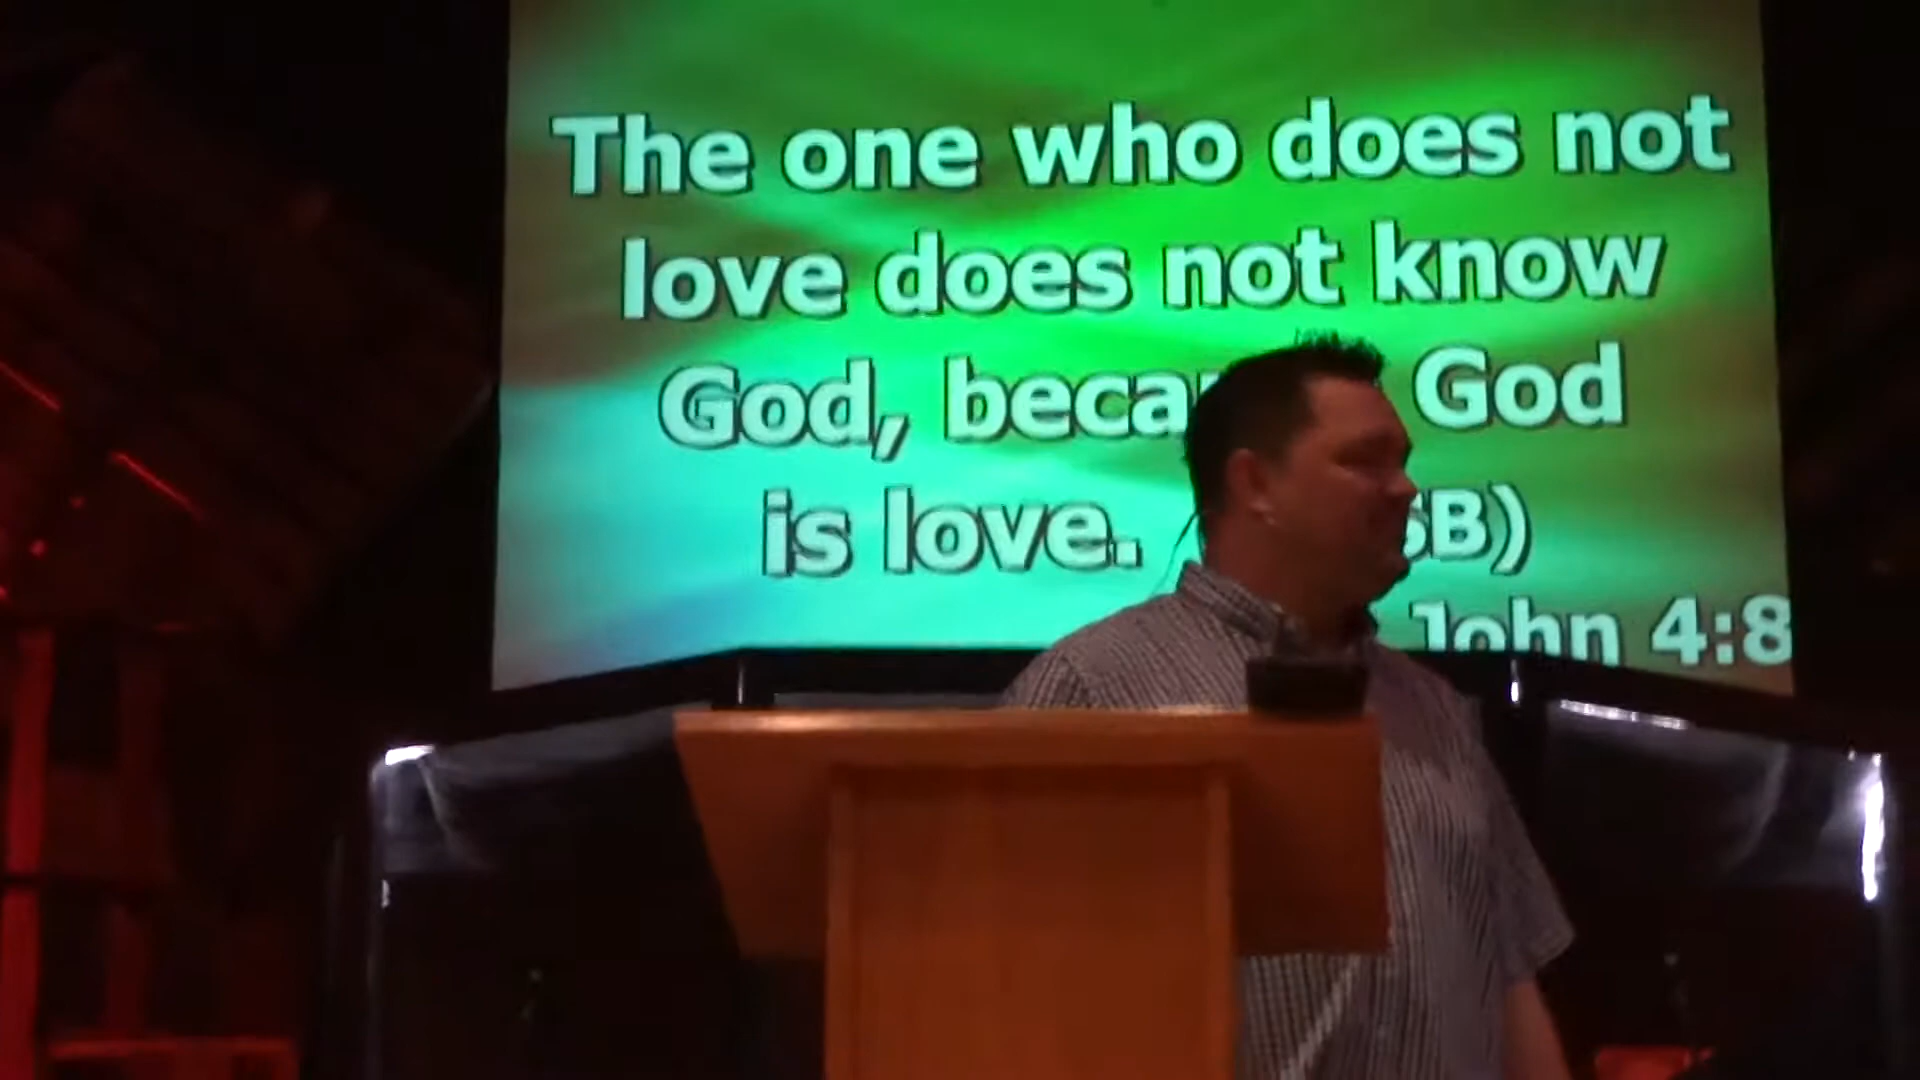 The one who does not
love does not know
God, beca God
is love. SB)
John 4:8